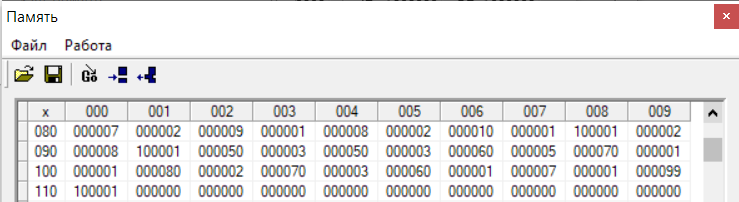 Память
Файл Работа
Go
x 000 001 002 003 004 005 006 007 008 009
080 000007 000002 000009 000001 000008 000002 000010 000001 100001 000002
090 000008 100001 000050 000003 000050 000003 000060 000005 000070 000001
100 000001 000080 000002 000070 000003 000060 000001 000007 000001 000099
110 100001 000000 000000 000000 000000 000000 000000 000000 000000 000000